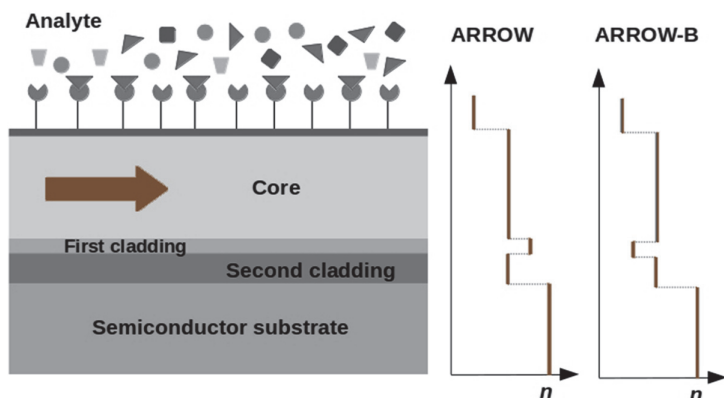 Analyte
ARROW
ARROW-B
Core
First cladding
Second cladding
Semiconductor substrate
n
n